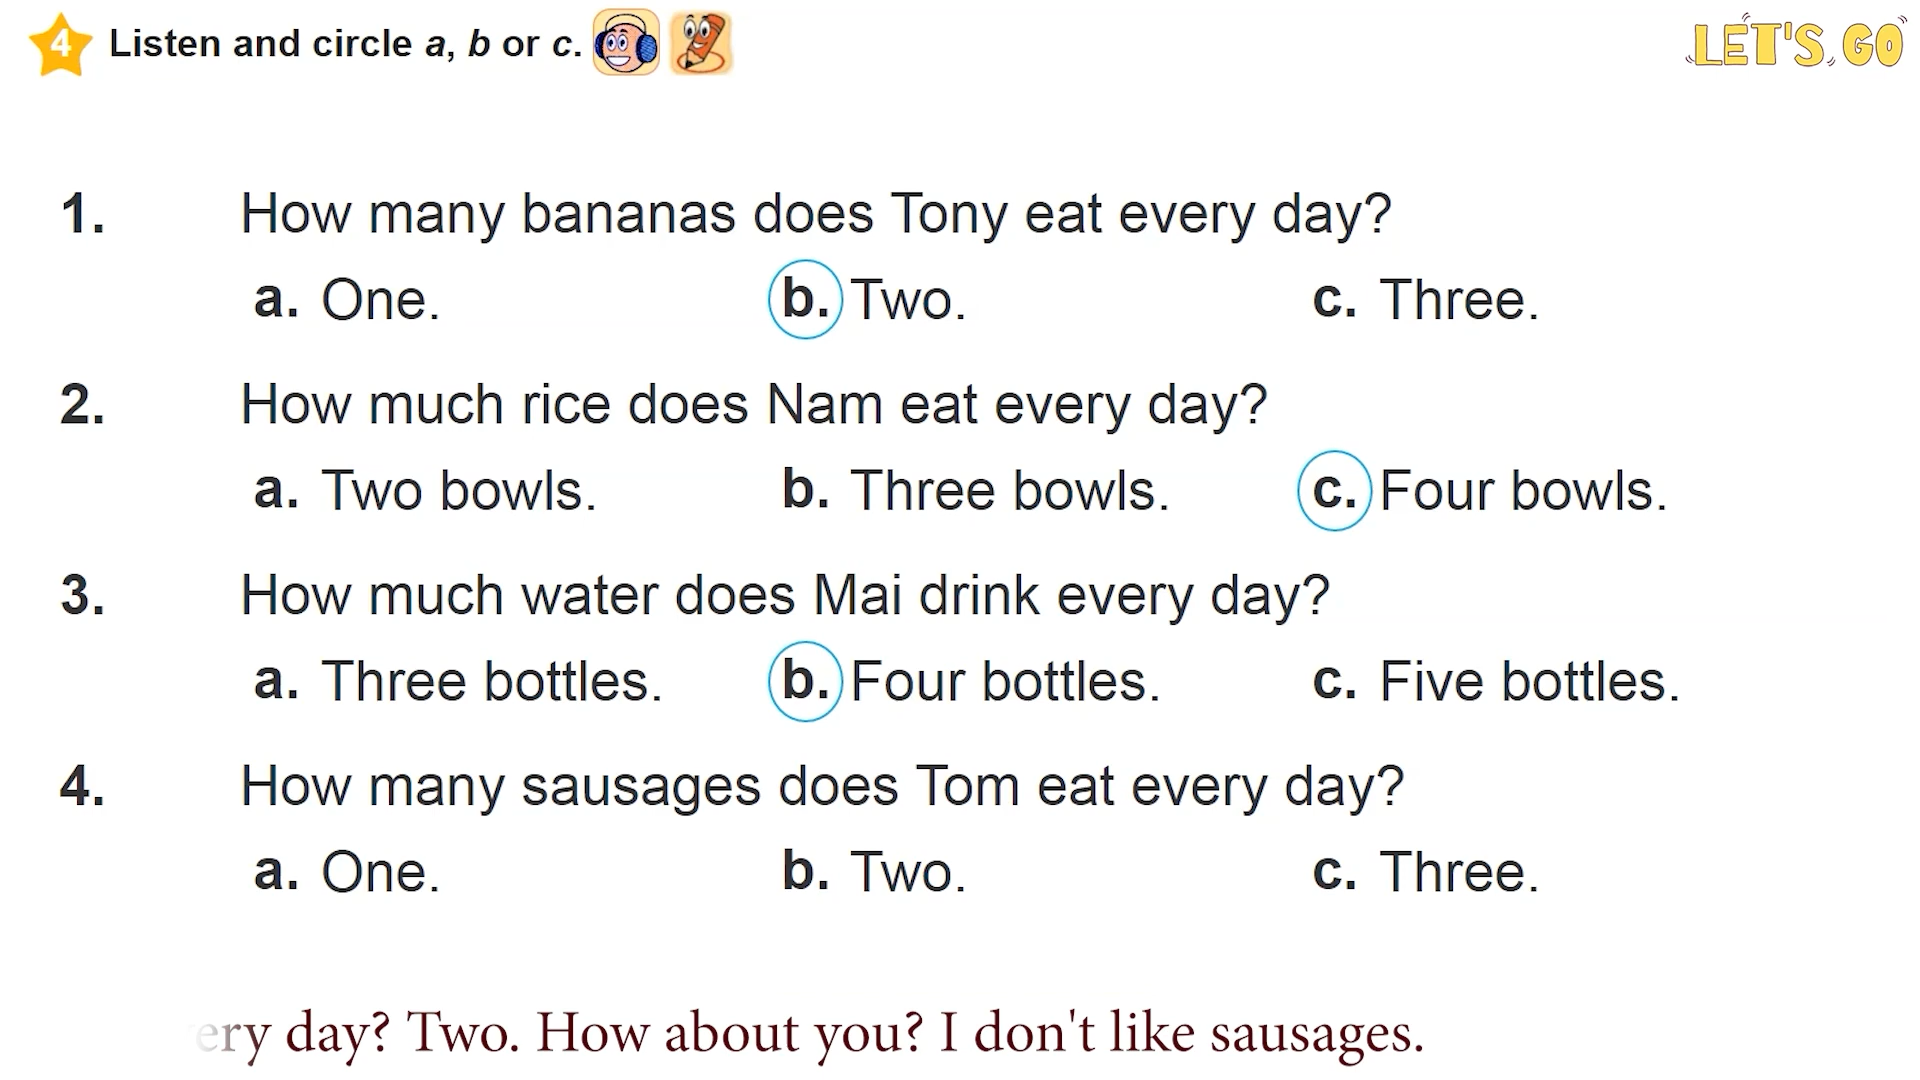 4 Listen and circle a, b or c.
LET'S GO
1. How many bananas does Tony eat every day?
a. One. b. Two. c. Three.
2. How much rice does Nam eat every day?
a. Two bowls. b. Three bowls. c. Four bowls.
3. How much water does Mai drink every day?
a. Three bottles. b. Four bottles. c. Five bottles.
4. How many sausages does Tom eat every day?
a. One. b. Two. c. Three.
ery day? Two. How about you? I don't like sausages.